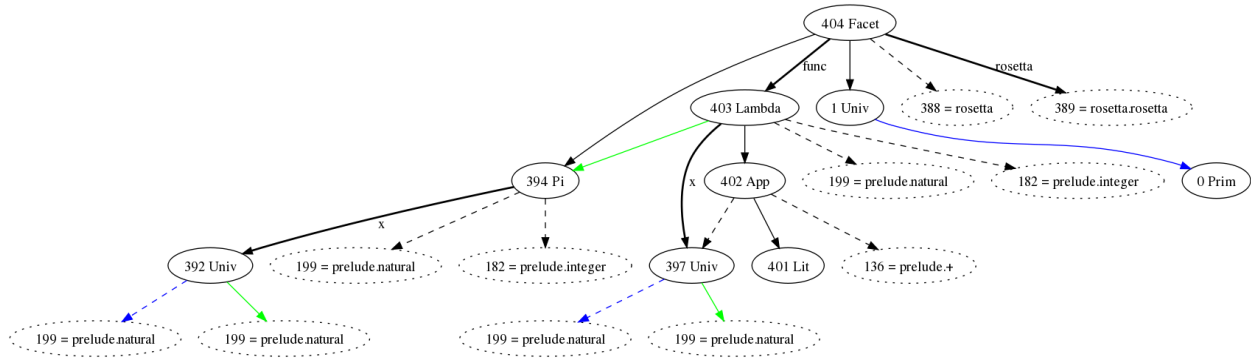 404 Facet
func
rosetta
403 Lambda
1 Univ
388 = rosetta
389 = rosetta.rosetta
394 Pi
x
402 App
199 = prelude.natural
182 = prelude.integer
0 Prim
x
392 Univ
199 = prelude.natural
182 = prelude.integer
397 Univ
401 Lit
136 = prelude.+
199 = prelude.natural
199 = prelude.natural
199 = prelude.natural
199 = prelude.natural